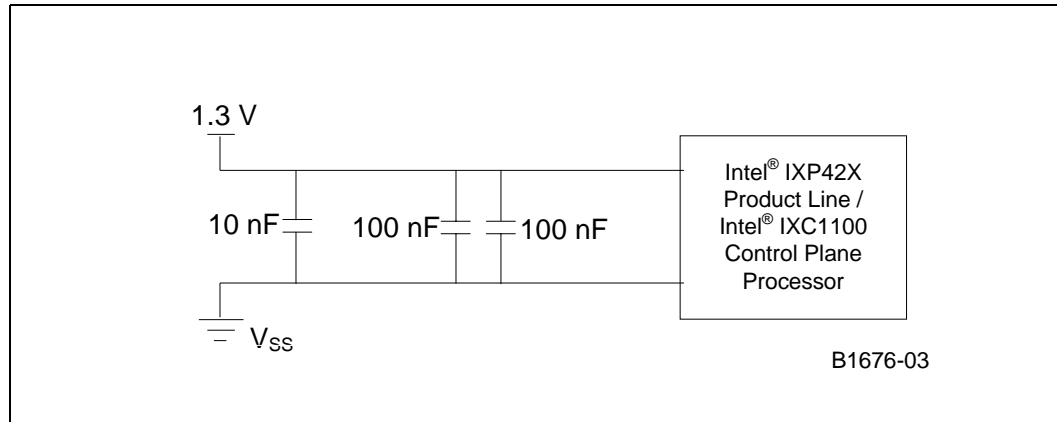 1.3 V
10 nF
100 nF
100 nF
Intel® IXP42X
Product Line /
Intel® IXC1100
Control Plane
Processor
VSS
B1676-03